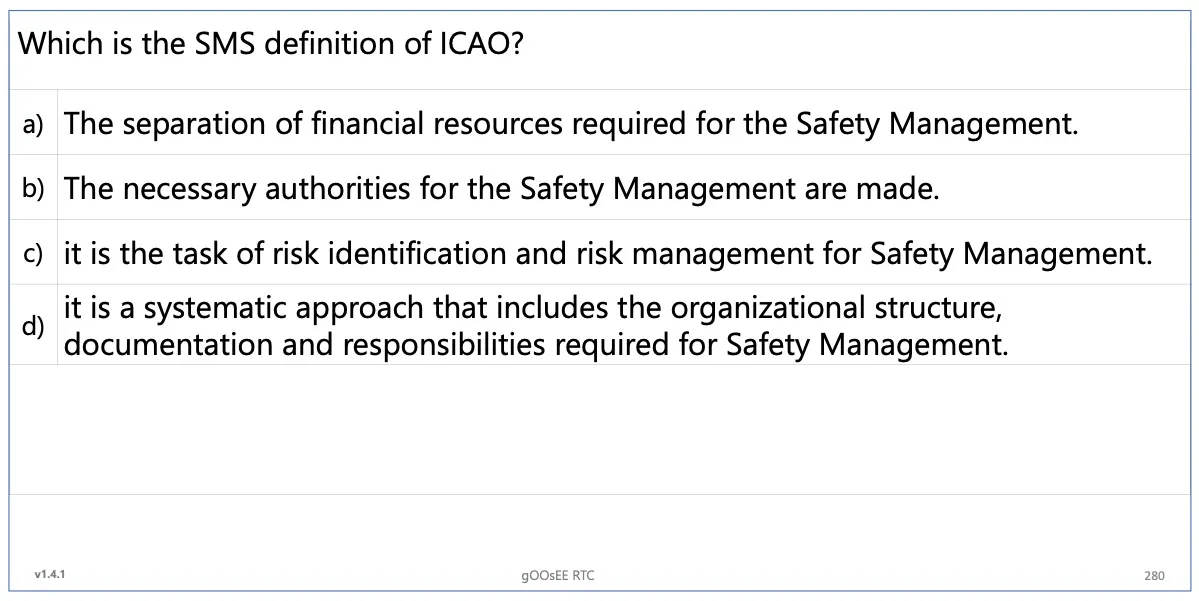 Which is the SMS definition of ICAO?
a) The separation of financial resources required for the Safety Management.
b) The necessary authorities for the Safety Management are made.
c) it is the task of risk identification and risk management for Safety Management.
d) it is a systematic approach that includes the organizational structure,
documentation and responsibilities required for Safety Management.
v1.4.1 gOOsEE RTC 280